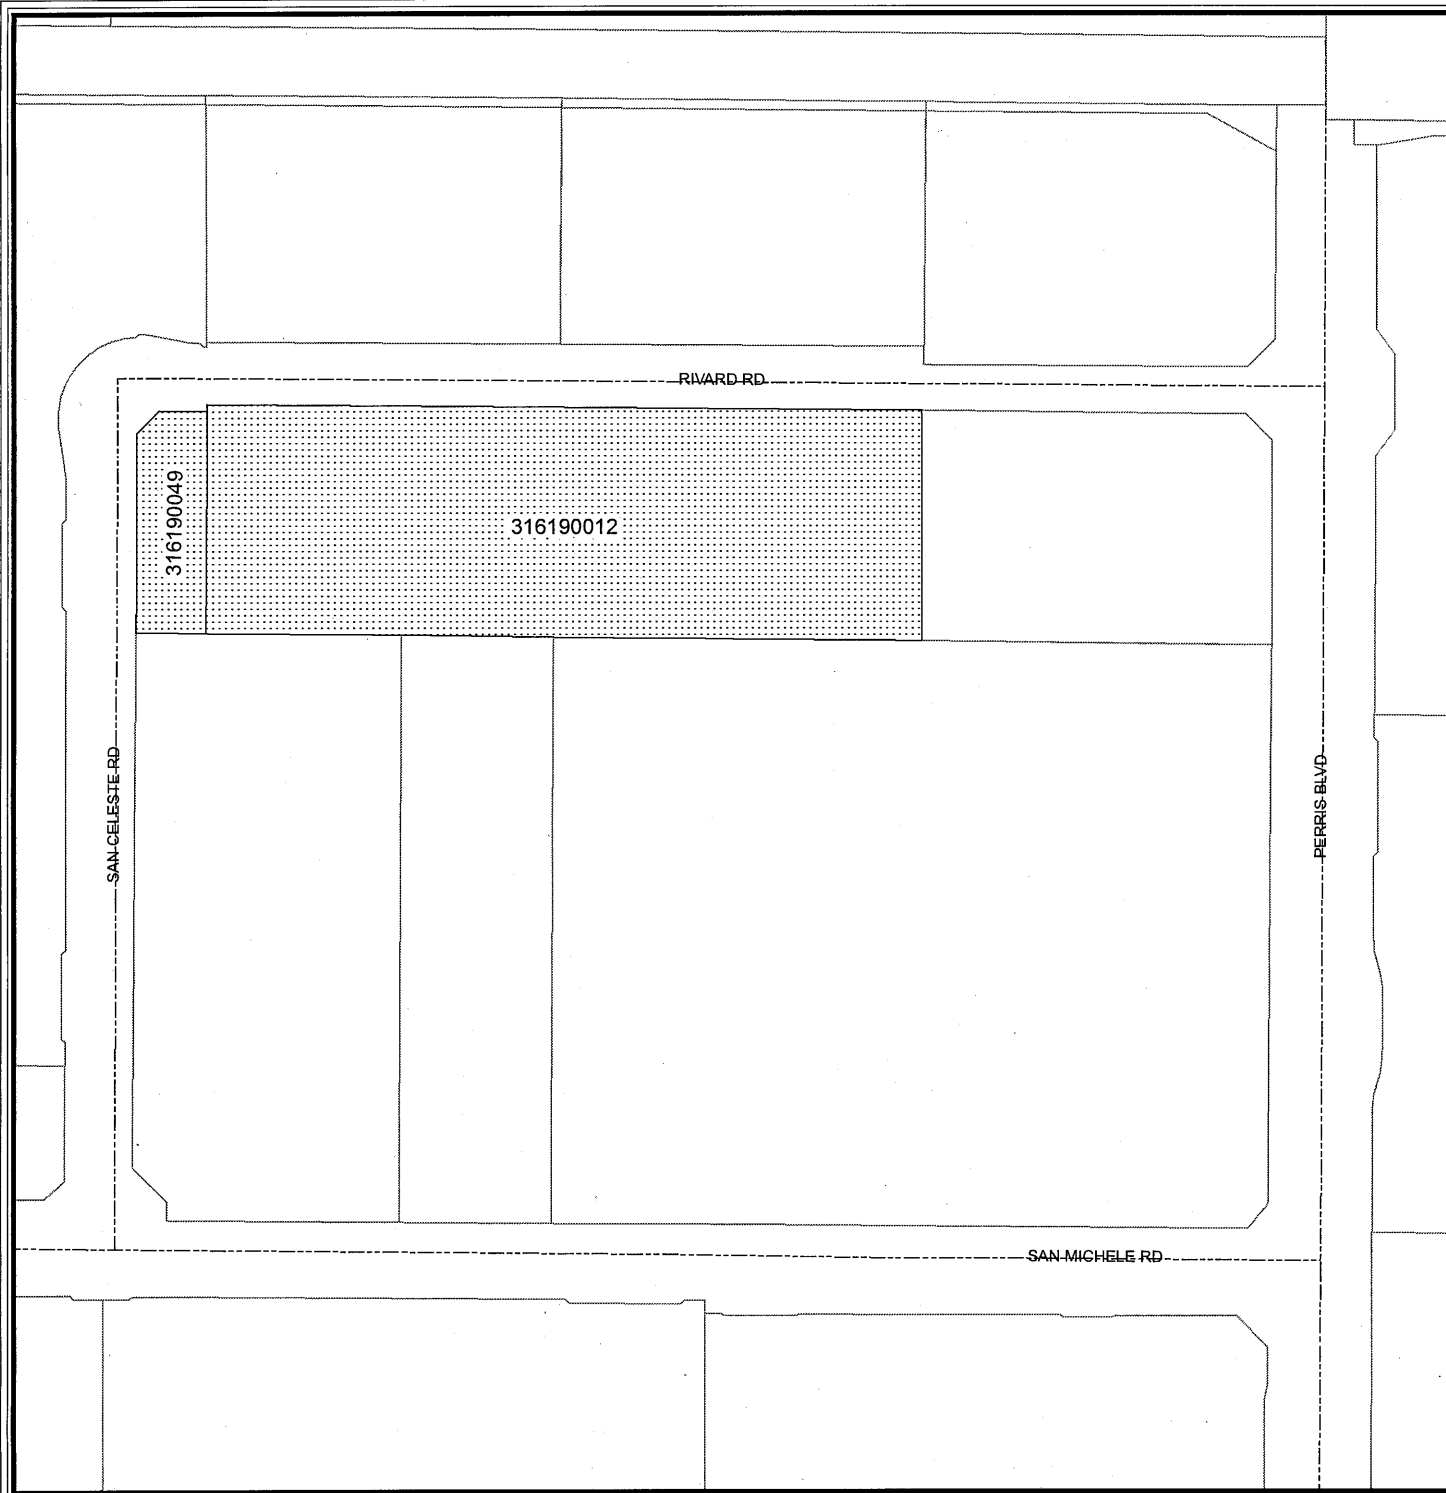 RIVARD RD
316190049
316190012
SAN CELESTE RD
PERRIS BLVD
SAN MICHELE RD